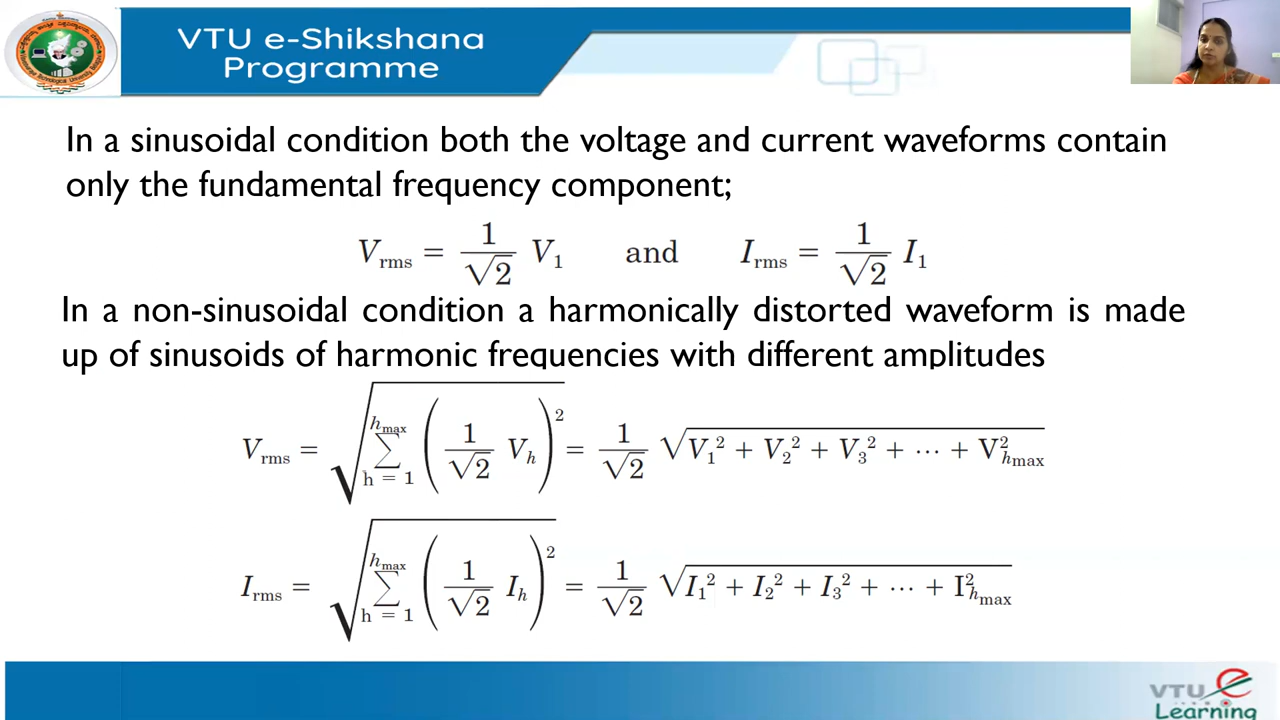 VTU e-Shikshana
Programme
In a sinusoidal condition both the voltage and current waveforms contain
only the fundamental frequency component;
V_rms = 1/√2 V_1 and I_rms = 1/√2 I_1
In a non-sinusoidal condition a harmonically distorted waveform is made
up of sinusoids of harmonic frequencies with different amplitudes
V_rms = √(∑_{h = 1}^{h_max} (1/√2 V_h)^2) = 1/√2 √(V_1^2 + V_2^2 + V_3^2 + ⋯ + V_{h_max}^2)
I_rms = √(∑_{h = 1}^{h_max} (1/√2 I_h)^2) = 1/√2 √(I_1^2 + I_2^2 + I_3^2 + ⋯ + I_{h_max}^2)
VTU e
Learning